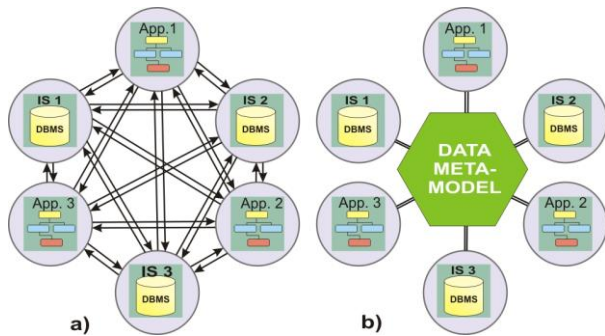 App.1
IS 1
DBMS
IS 2
DBMS
App. 3
App. 2
IS 3
DBMS
a)
App. 1
IS 1
DBMS
IS 2
DBMS
DATA
META-
MODEL
App. 3
App. 2
IS 3
DBMS
b)